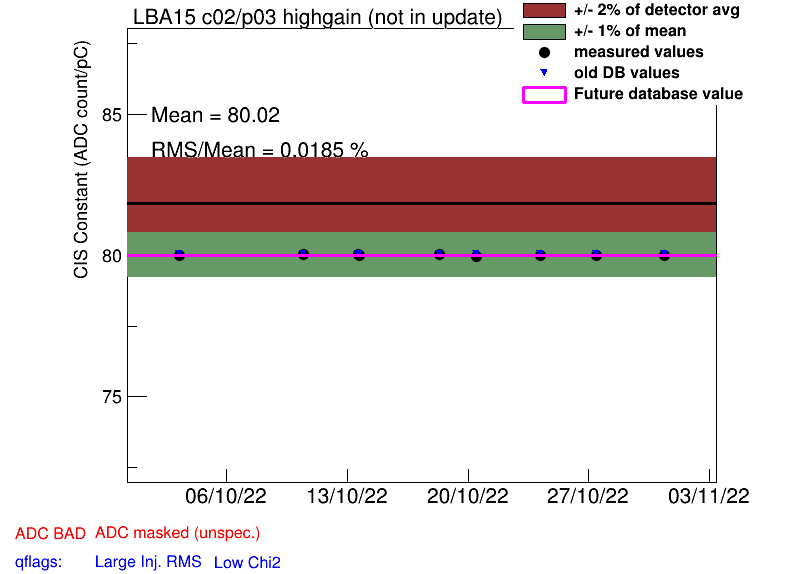 LBA15 c02/p03 highgain (not in update)
+/- 2% of detector avg
+/- 1% of mean
measured values
old DB values
Future database value
CIS Constant (ADC count/pC)
85
Mean = 80.02
RMS/Mean = 0.0185 %
80
75
06/10/22 13/10/22 20/10/22 27/10/22 03/11/22
ADC BAD ADC masked (unspec.)
qflags: Large Inj. RMS Low Chi2